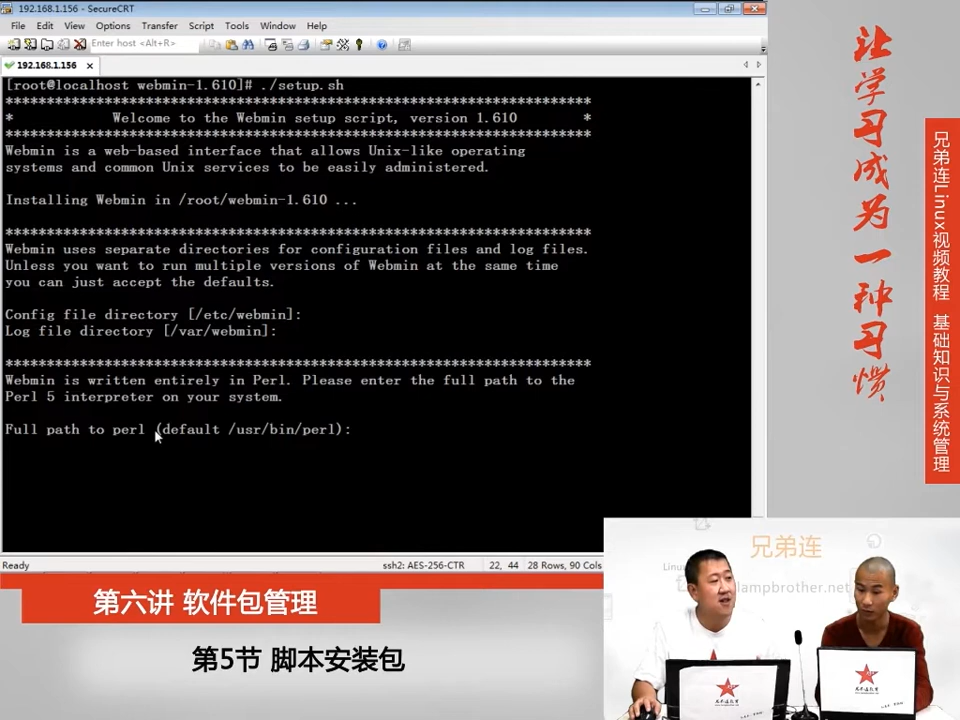 192.168.1.156 - SecureCRT
File Edit View Options Transfer Script Tools Window Help
Enter host <Alt+R>
192.168.1.156
[root@localhost webmin-1.610]# ./setup.sh
***********************************************************************
* Welcome to the Webmin setup script, version 1.610 *
***********************************************************************
Webmin is a web-based interface that allows Unix-like operating
systems and common Unix services to be easily administered.
Installing Webmin in /root/webmin-1.610 ...
***********************************************************************
Webmin uses separate directories for configuration files and log files.
Unless you want to run multiple versions of Webmin at the same time
you can just accept the defaults.
Config file directory [/etc/webmin]:
Log file directory [/var/webmin]:
***********************************************************************
Webmin is written entirely in Perl. Please enter the full path to the
Perl 5 interpreter on your system.
Full path to perl (default /usr/bin/perl):
Ready ssh2: AES-256-CTR 22, 44 28 Rows, 90 Cols
让学习成为一种习惯
兄弟连Linux视频教程 基础知识与系统管理
兄弟连
Linu
lampbrother.net
第六讲 软件包管理
第5节 脚本安装包